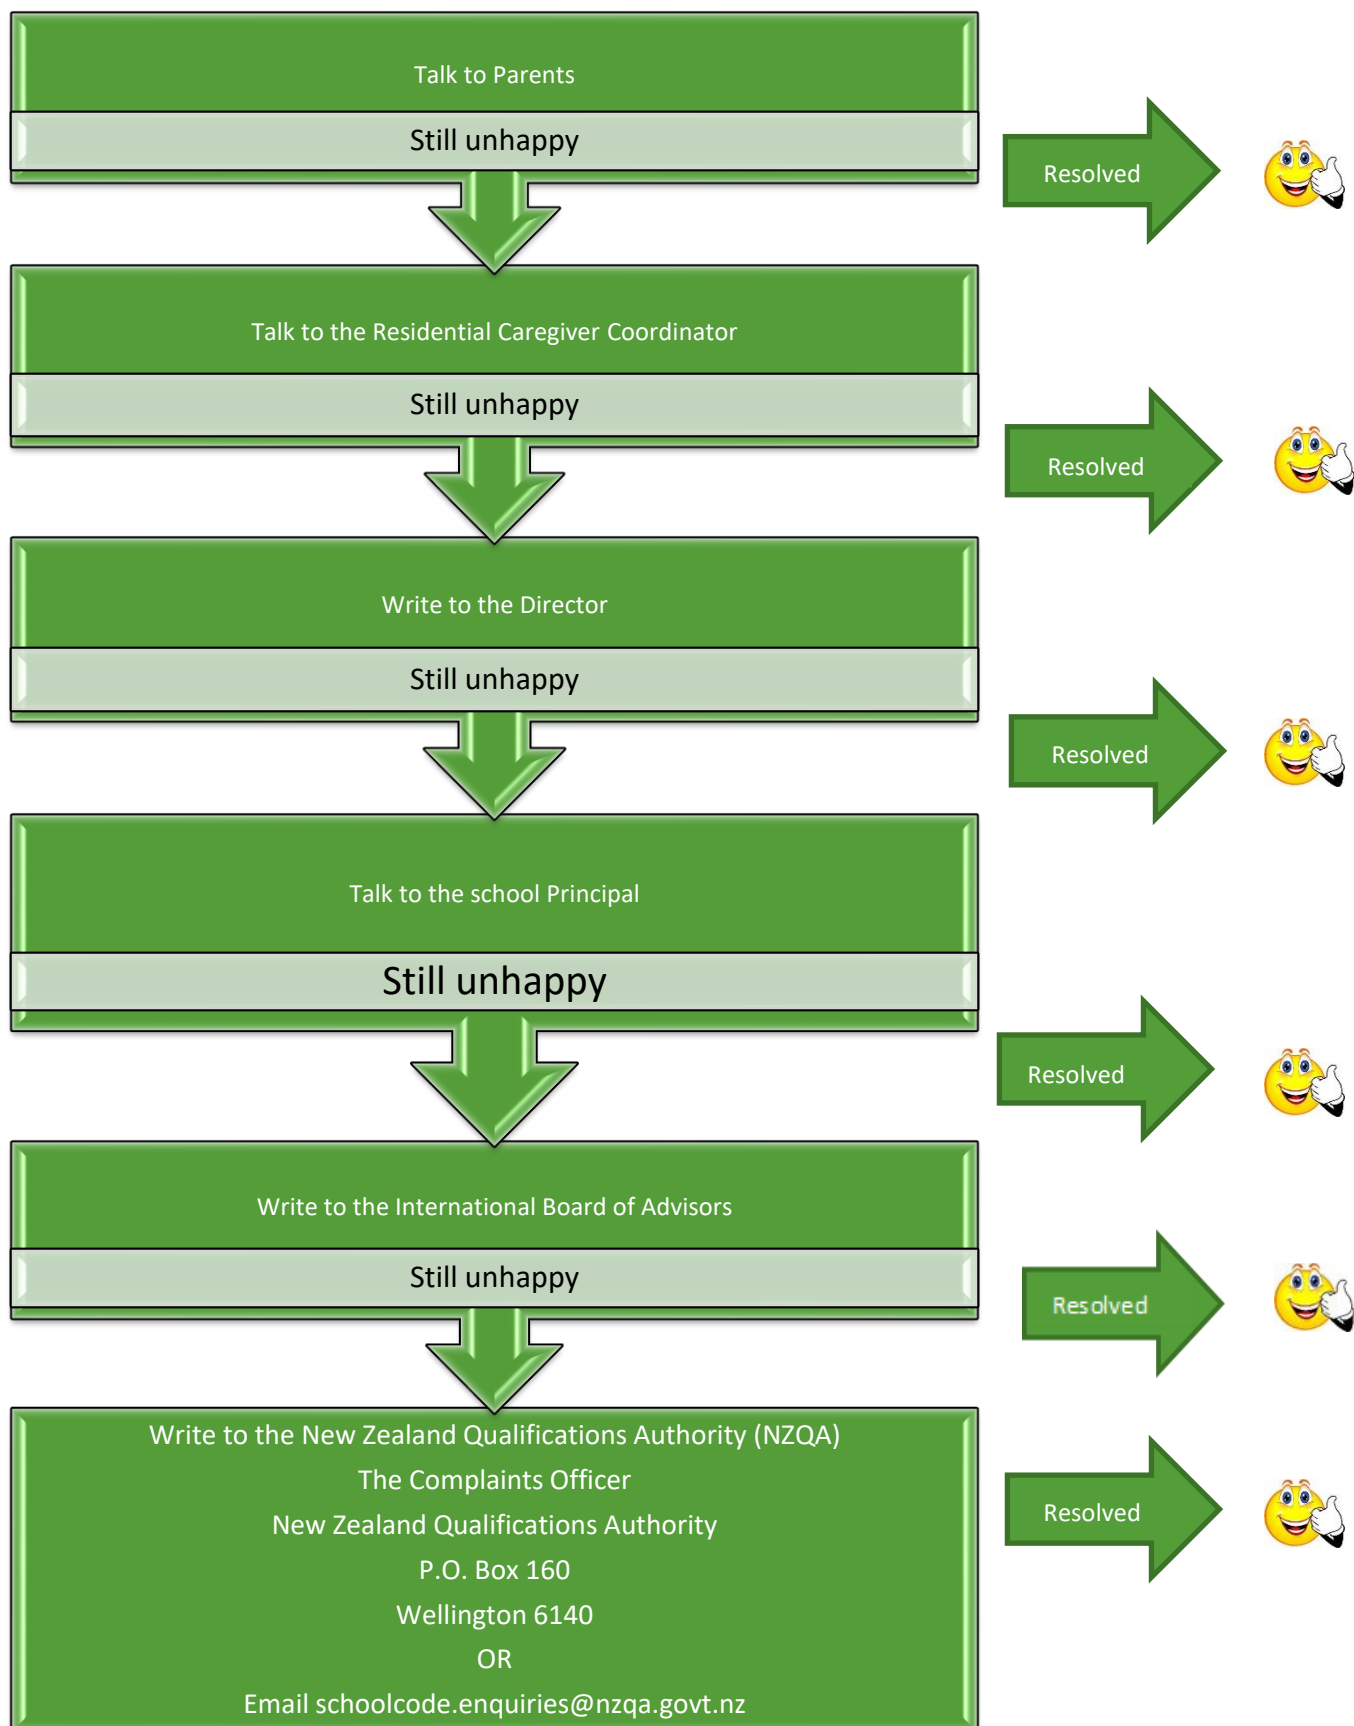 Talk to Parents
Still unhappy
Resolved
Talk to the Residential Caregiver Coordinator
Still unhappy
Resolved
Write to the Director
Still unhappy
Resolved
Talk to the school Principal
Still unhappy
Resolved
Write to the International Board of Advisors
Still unhappy
Resolved
Write to the New Zealand Qualifications Authority (NZQA)
The Complaints Officer
New Zealand Qualifications Authority
P.O. Box 160
Wellington 6140
OR
Email schoolcode.enquiries@nzqa.govt.nz
Resolved